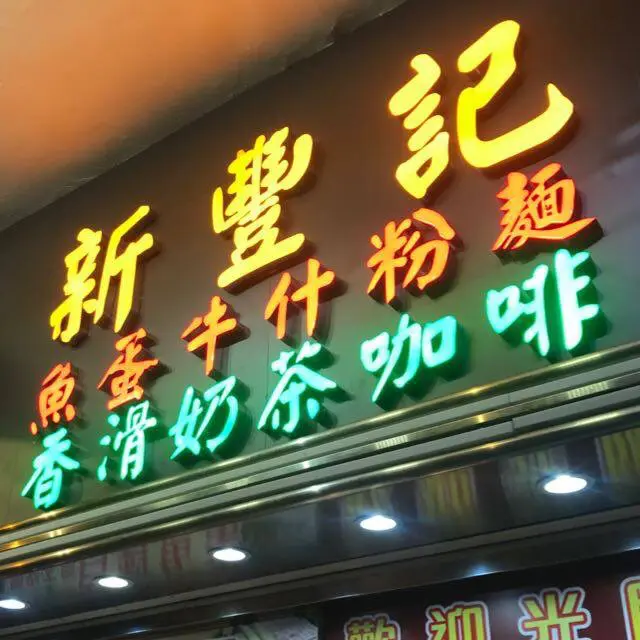 新豐記
魚蛋牛什粉麵
香滑奶茶咖啡
歡迎光